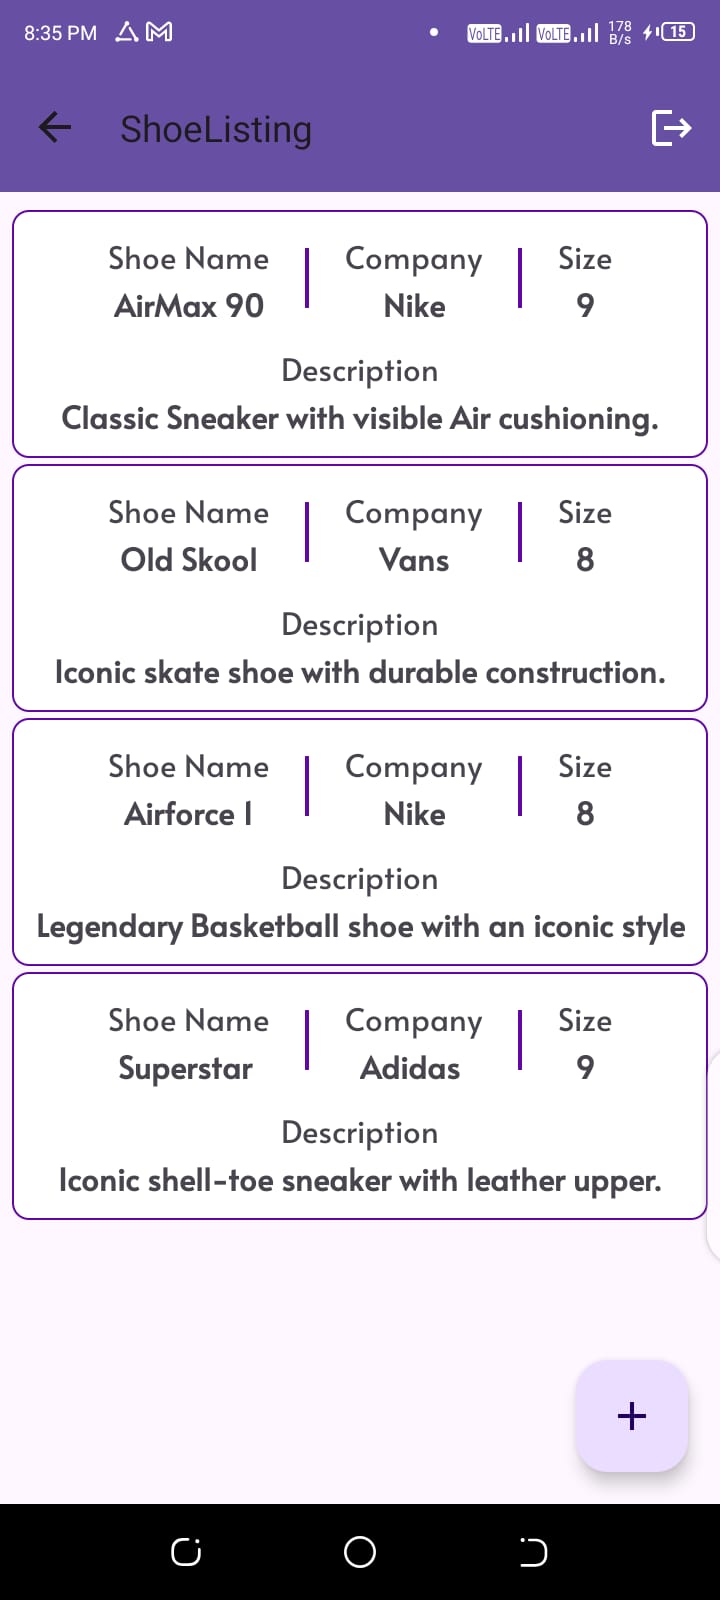 8:35 PM VoLTE VoLTE 178 B/s 15
ShoeListing
Shoe Name Company Size
AirMax 90 Nike 9
Description
Classic Sneaker with visible Air cushioning.
Shoe Name Company Size
Old Skool Vans 8
Description
Iconic skate shoe with durable construction.
Shoe Name Company Size
Airforce 1 Nike 8
Description
Legendary Basketball shoe with an iconic style
Shoe Name Company Size
Superstar Adidas 9
Description
Iconic shell-toe sneaker with leather upper.